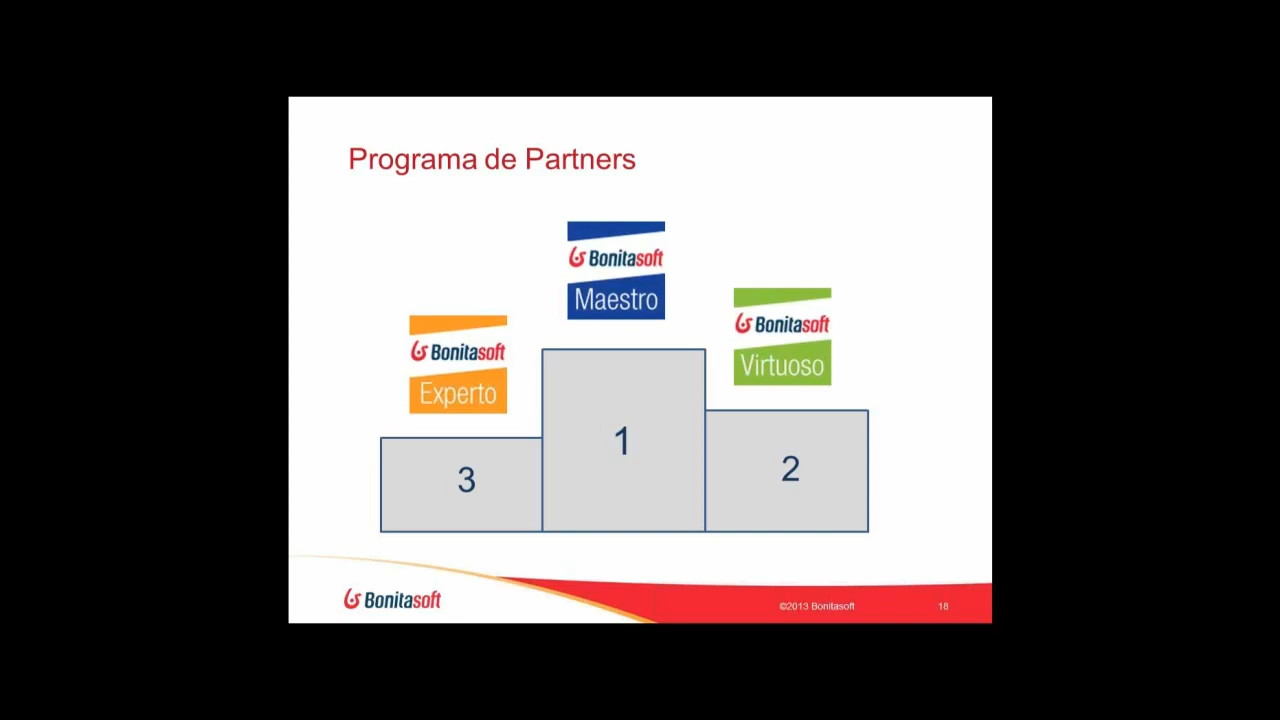 Programa de Partners
Bonitasoft
Maestro
Bonitasoft
Virtuoso
Bonitasoft
Experto
1
2
3
Bonitasoft
©2013 Bonitasoft
18